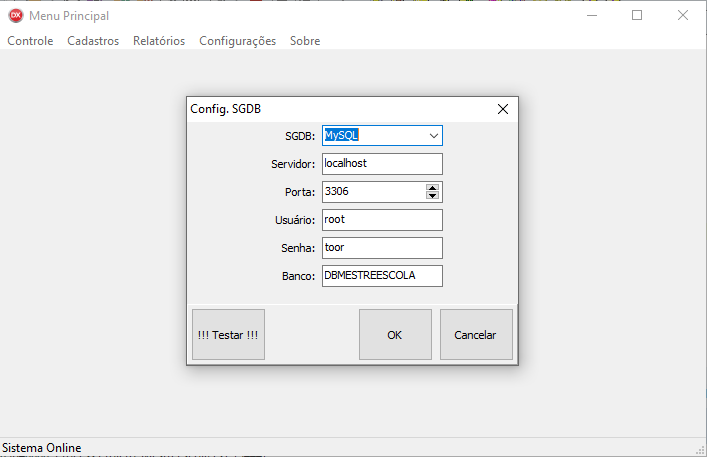 DX Menu Principal
Controle Cadastros Relatórios Configurações Sobre
Config. SGDB
SGDB: MySQL
Servidor: localhost
Porta: 3306
Usuário: root
Senha: toor
Banco: DBMESTREESCOLA
!!! Testar !!! OK Cancelar
Sistema Online